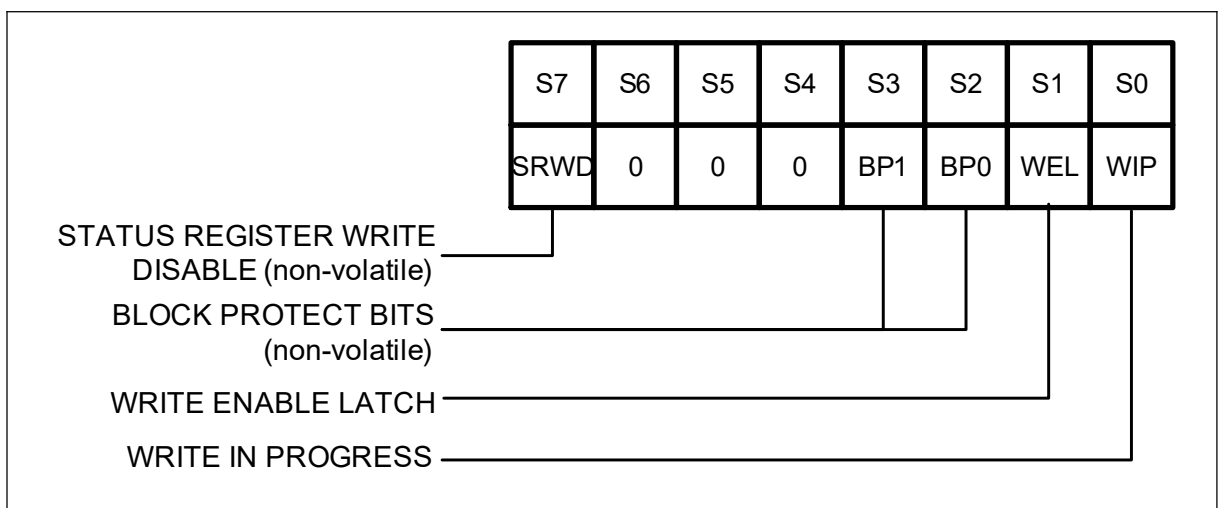 S7 S6 S5 S4 S3 S2 S1 S0
SRWD 0 0 0 BP1 BP0 WEL WIP
STATUS REGISTER WRITE
DISABLE (non-volatile)
BLOCK PROTECT BITS
(non-volatile)
WRITE ENABLE LATCH
WRITE IN PROGRESS